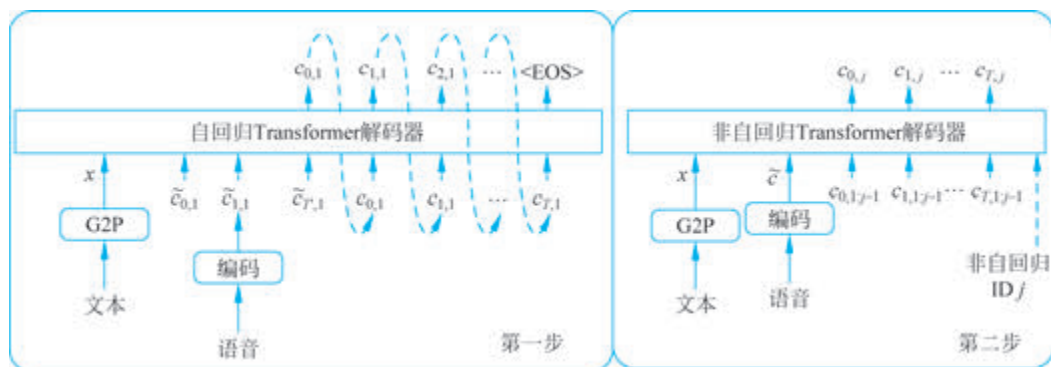 c₀,₁ c₁,₁ c₂,₁ … <EOS>
自回归Transformer解码器
x c̃₀,₁ c̃₁,₁ c̃T′,₁ c₀,₁ c₁,₁ … cT,₁
G2P
编码
文本
语音
第一步
c₀,j c₁,j … cT,j
非自回归Transformer解码器
x c̃ c₀,₁:j−₁ c₁,₁:j−₁ … cT,₁:j−₁
G2P
编码
非自回归
ID j
文本
语音
第二步